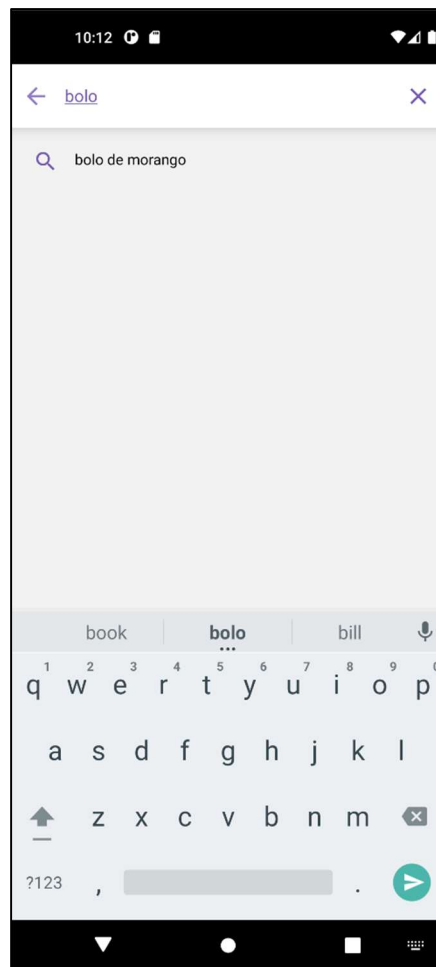 10:12
bolo
bolo de morango
book bolo bill
1 2 3 4 5 6 7 8 9 0
q w e r t y u i o p
a s d f g h j k l
z x c v b n m
?123 , .